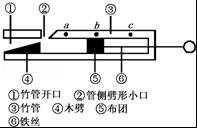 ① ② ③ a b c
④ ⑤ ⑥
①竹管开口 ②管侧劈形小口
③竹管 ④木劈 ⑤布团
⑥铁丝